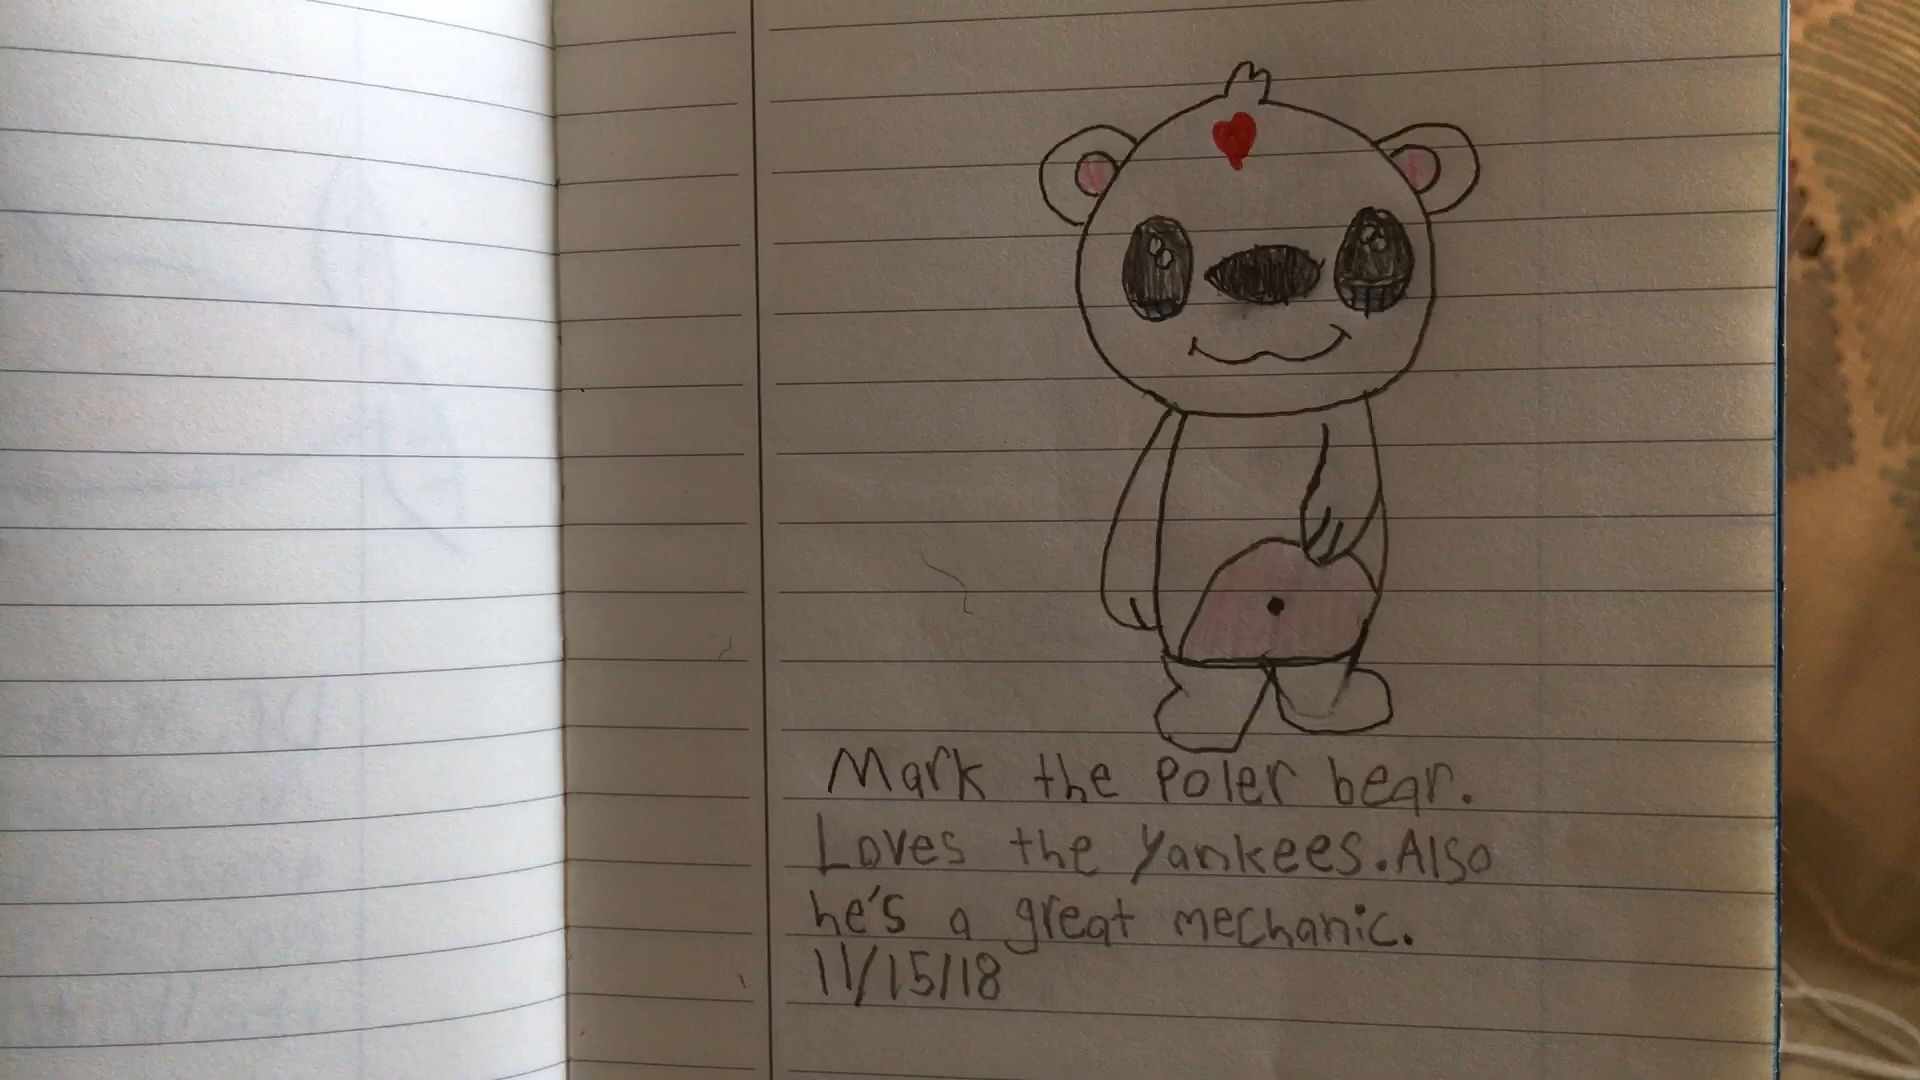 Mark the Poler bear.
Loves the Yankees. Also
he's a great mechanic.
11/15/18